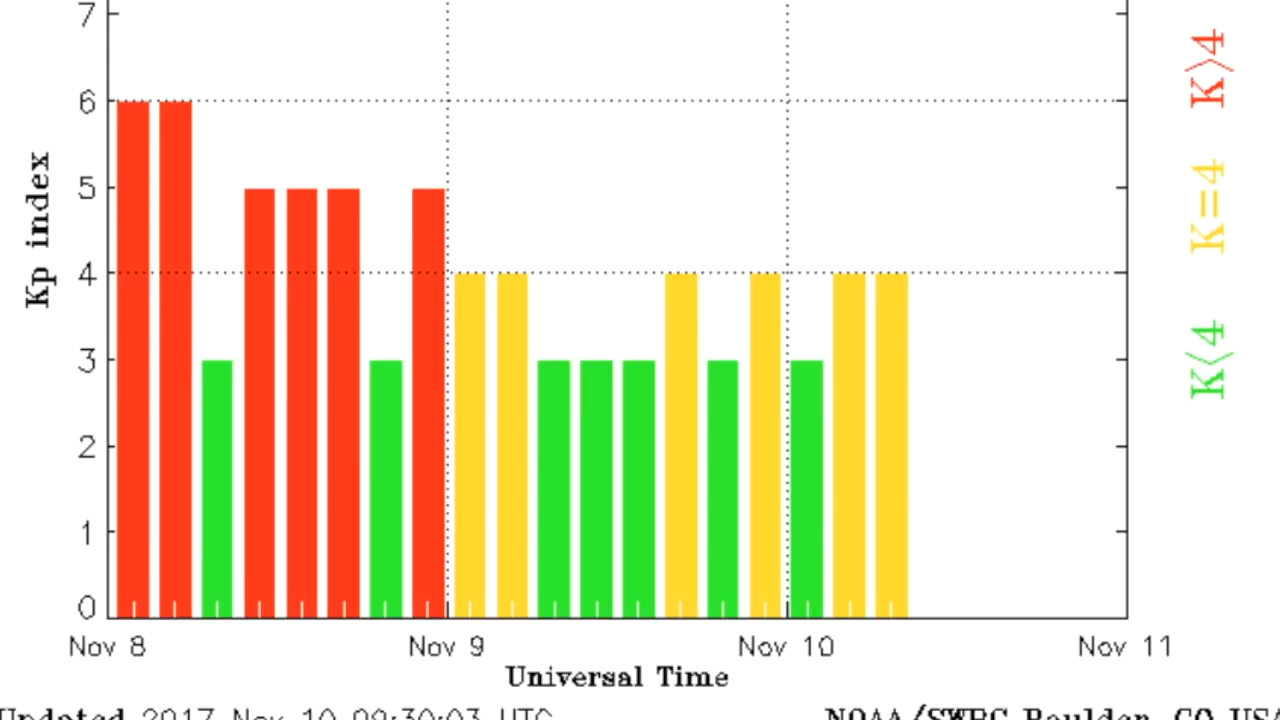 7
6
5
4
3
2
1
0
Kp index
Nov 8 Nov 9 Nov 10 Nov 11
Universal Time
K>4
K=4
K<4
Updated 2017 Nov 10 09:30:03 UTC
NOAA/SWPC Boulder, CO USA